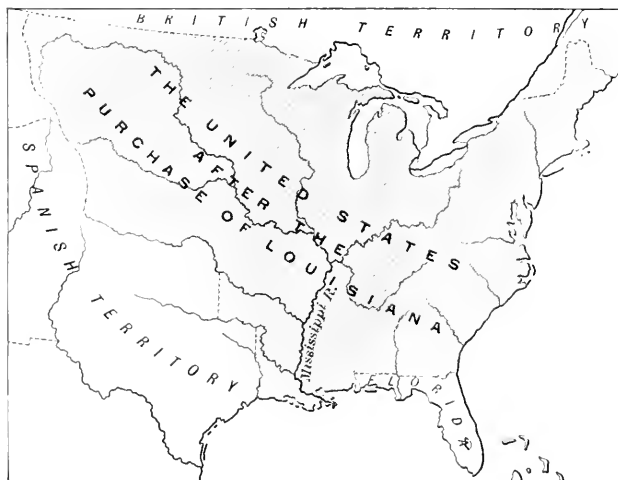 BRITISH TERRITORY
THE UNITED STATES
AFTER THE
PURCHASE OF LOUISIANA
SPANISH
TERRITORY
Mississippi R.
FLORIDA